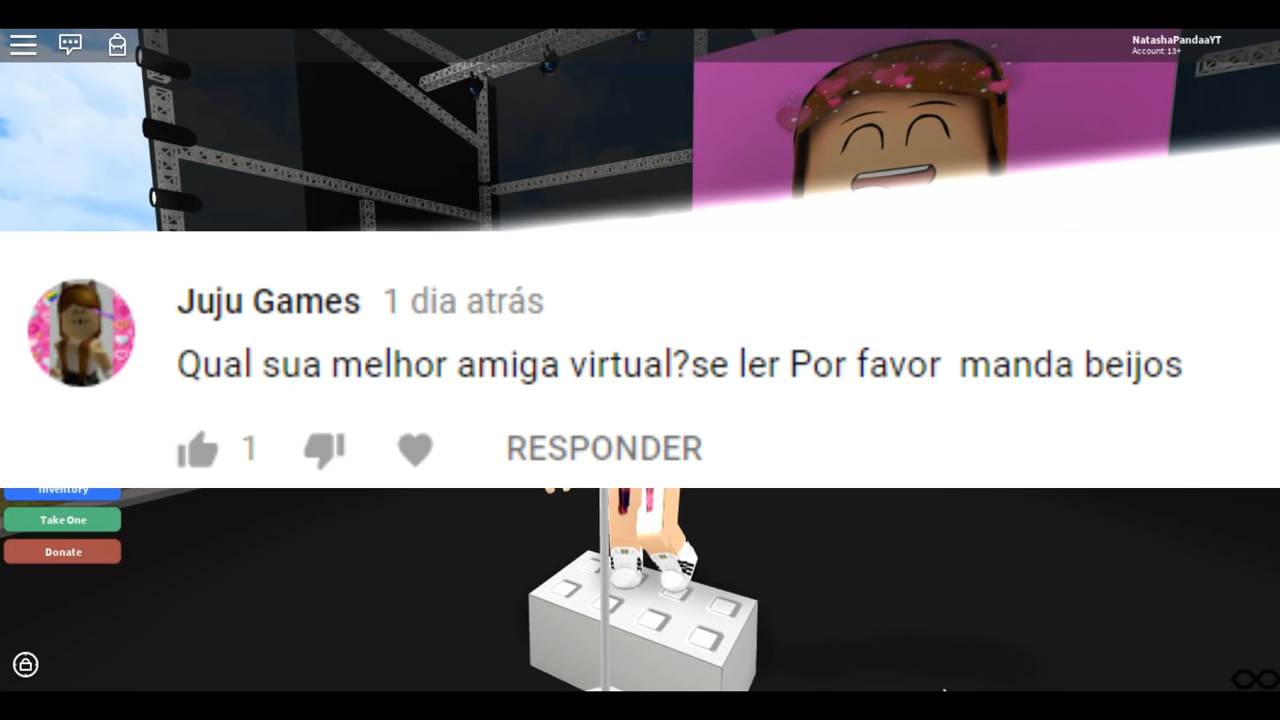 NatashaPandaaYT
Account: 13+
Juju Games 1 dia atrás
Qual sua melhor amiga virtual?se ler Por favor  manda beijos
1 RESPONDER
Inventory
Take One
Donate